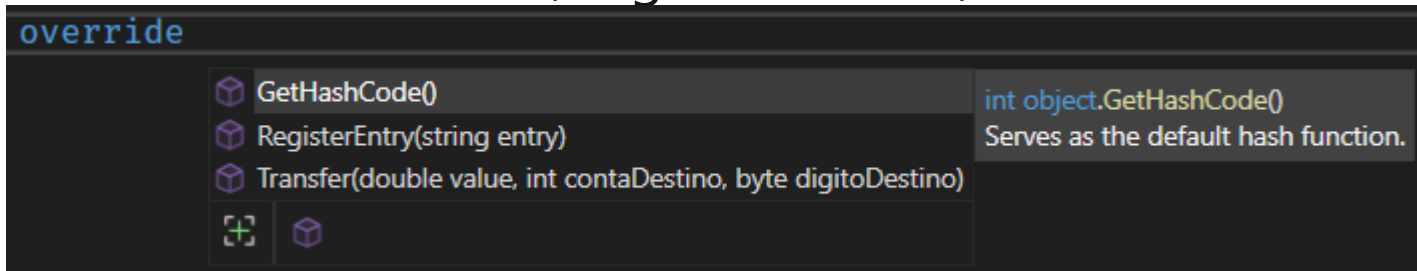 override
GetHashCode()
int object.GetHashCode()
RegisterEntry(string entry)
Serves as the default hash function.
Transfer(double value, int contaDestino, byte digitoDestino)